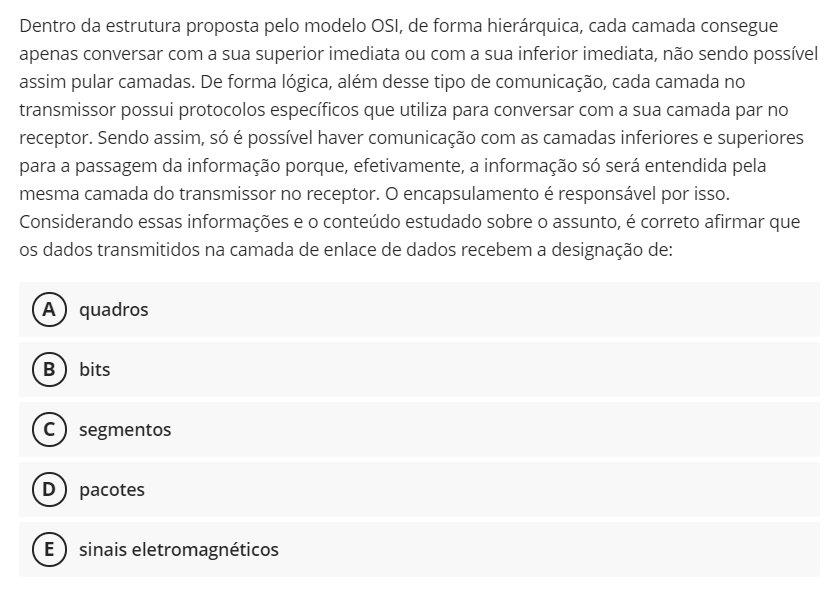 Dentro da estrutura proposta pelo modelo OSI, de forma hierárquica, cada camada consegue
apenas conversar com a sua superior imediata ou com a sua inferior imediata, não sendo possível
assim pular camadas. De forma lógica, além desse tipo de comunicação, cada camada no
transmissor possui protocolos específicos que utiliza para conversar com a sua camada par no
receptor. Sendo assim, só é possível haver comunicação com as camadas inferiores e superiores
para a passagem da informação porque, efetivamente, a informação só será entendida pela
mesma camada do transmissor no receptor. O encapsulamento é responsável por isso.
Considerando essas informações e o conteúdo estudado sobre o assunto, é correto afirmar que
os dados transmitidos na camada de enlace de dados recebem a designação de:
A quadros
B bits
C segmentos
D pacotes
E sinais eletromagnéticos